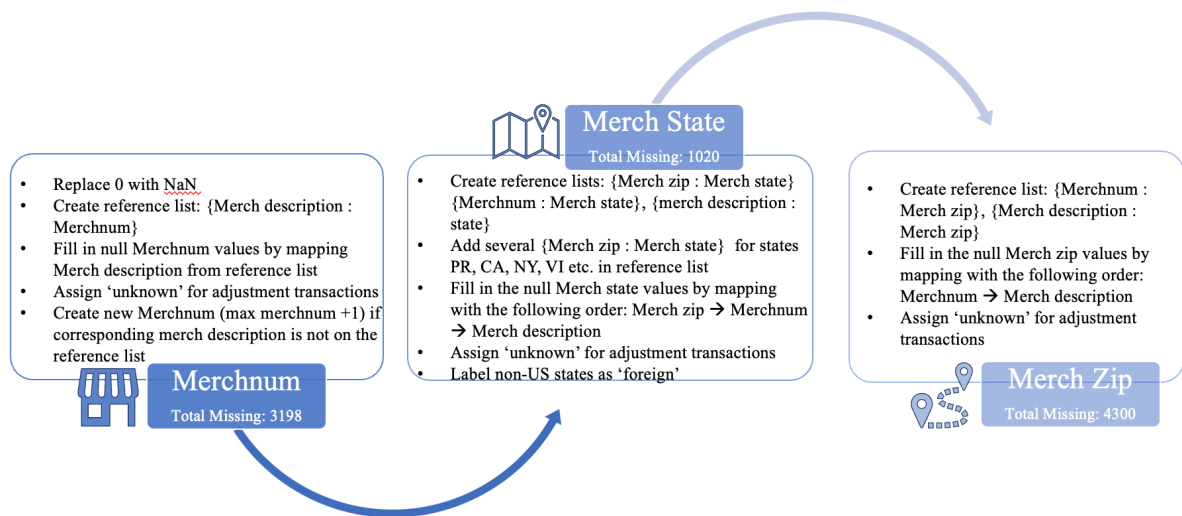 • Replace 0 with NaN
• Create reference list: {Merch description :
Merchnum}
• Fill in null Merchnum values by mapping
Merch description from reference list
• Assign ‘unknown’ for adjustment transactions
• Create new Merchnum (max merchnum +1) if
corresponding merch description is not on the
reference list
Merchnum
Total Missing: 3198
Merch State
Total Missing: 1020
• Create reference lists: {Merch zip : Merch state}
{Merchnum : Merch state}, {merch description :
state}
• Add several {Merch zip : Merch state} for states
PR, CA, NY, VI etc. in reference list
• Fill in the null Merch state values by mapping
with the following order: Merch zip → Merchnum
→ Merch description
• Assign ‘unknown’ for adjustment transactions
• Label non-US states as ‘foreign’
• Create reference list: {Merchnum :
Merch zip}, {Merch description :
Merch zip}
• Fill in the null Merch zip values by
mapping with the following order:
Merchnum → Merch description
• Assign ‘unknown’ for adjustment
transactions
Merch Zip
Total Missing: 4300